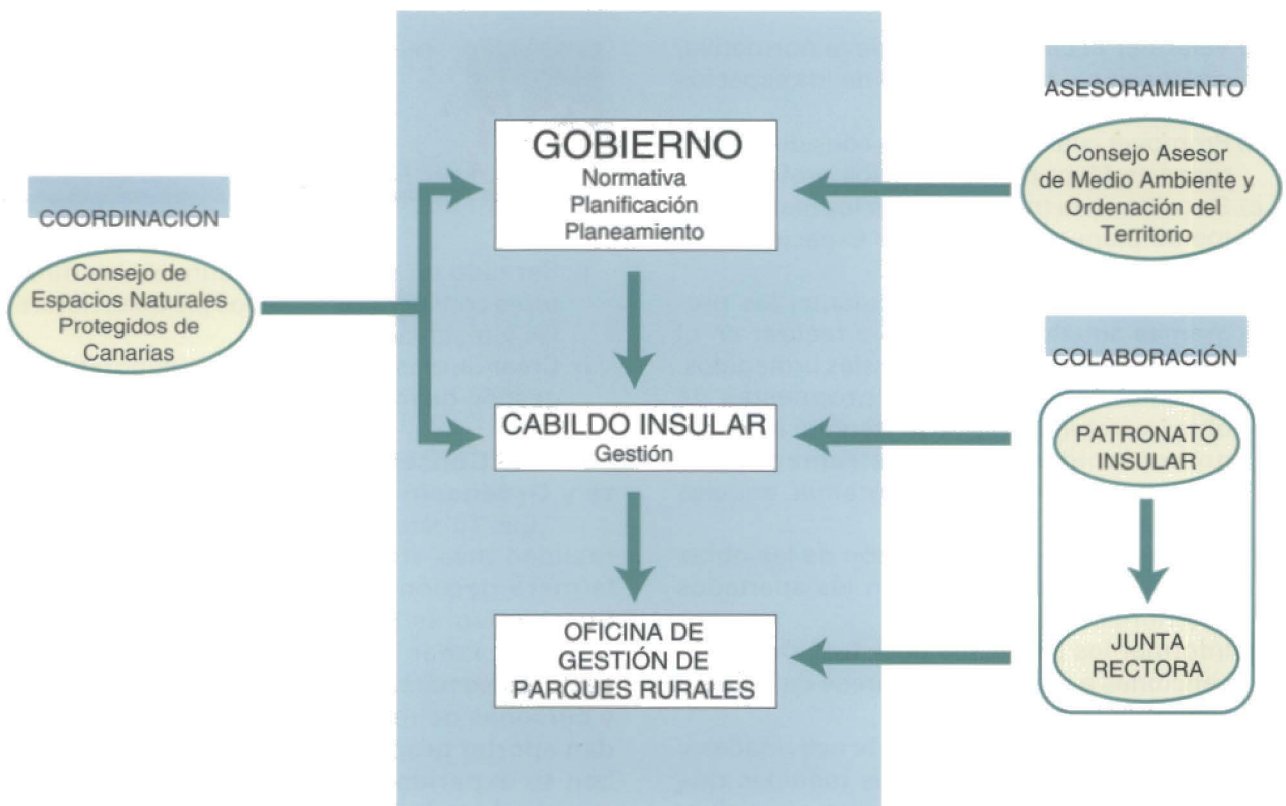 COORDINACIÓN
Consejo de
Espacios Naturales
Protegidos de
Canarias
GOBIERNO
Normativa
Planificación
Planeamiento
CABILDO INSULAR
Gestión
OFICINA DE
GESTIÓN DE
PARQUES RURALES
ASESORAMIENTO
Consejo Asesor
de Medio Ambiente y
Ordenación del
Territorio
COLABORACIÓN
PATRONATO
INSULAR
JUNTA
RECTORA